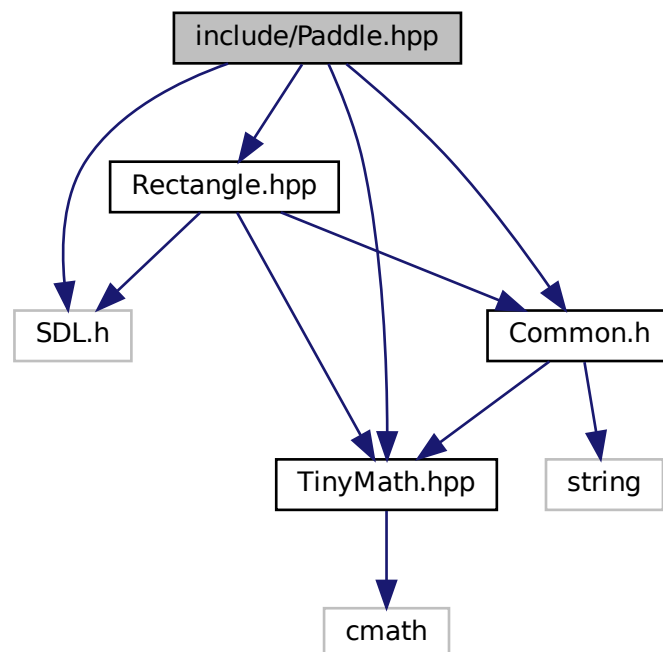 include/Paddle.hpp
Rectangle.hpp
SDL.h
Common.h
TinyMath.hpp
string
cmath